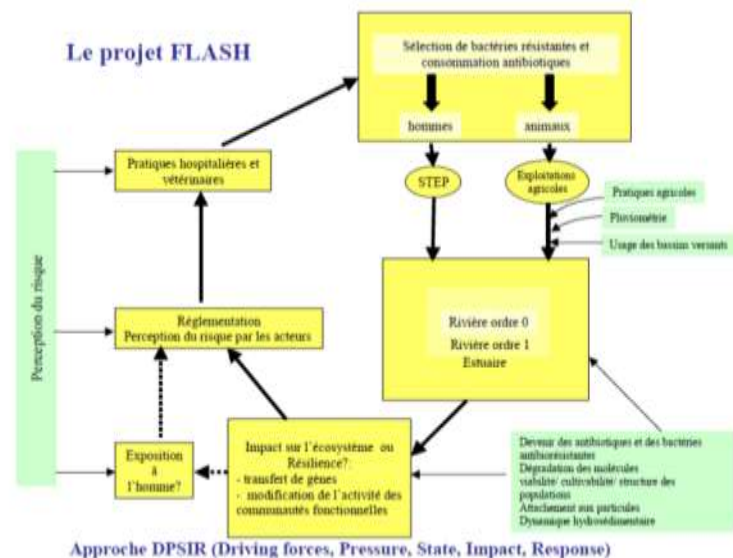 Le projet FLASH
Sélection de bactéries résistantes et
consommation antibiotiques
hommes
animaux
Pratiques hospitalières et
vétérinaires
STEP
Exploitations
agricoles
Pratiques agricoles
Pluviométrie
Usage des bassins versants
Perception du risque
Rivière ordre 0
Rivière ordre 1
Estuaire
Règlementation
Perception du risque par les acteurs
Exposition
à
l'homme?
Impact sur l'écosystème ou
Résilience?
- transfert de gènes
- modification de l'activité des
communautés fonctionnelles
Devenir des antibiotiques et des bactéries
antibiorésistantes
Dégradation des molécules
viabilité/ cultivabilité/ structure des
populations
Attachement aux particules
Dynamique hydrosédimentaire
Approche DPSIR (Driving forces, Pressure, State, Impact, Response)